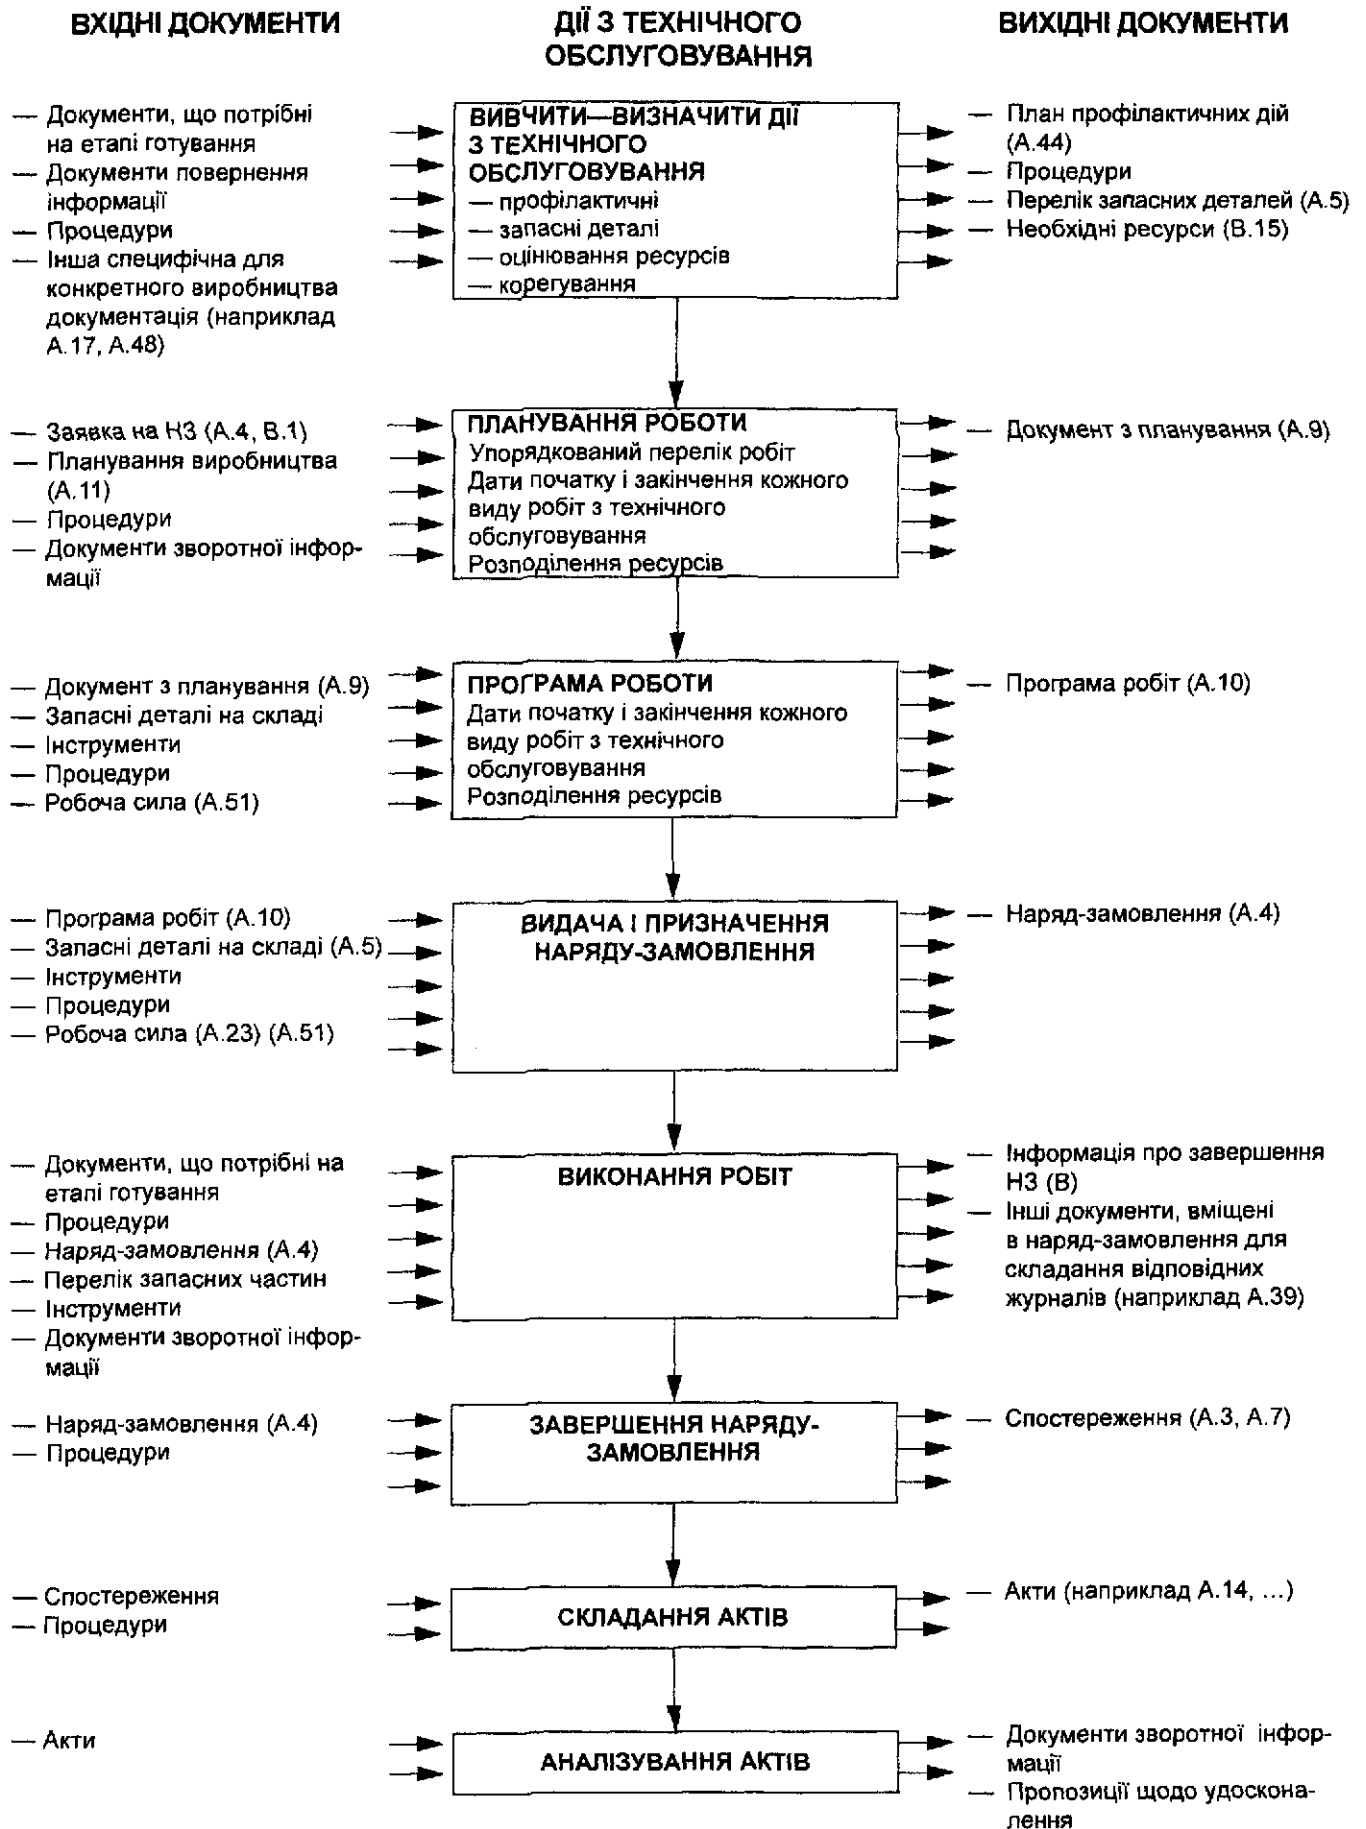 ВХІДНІ ДОКУМЕНТИ
ДІЇ З ТЕХНІЧНОГО
ОБСЛУГОВУВАННЯ
ВИХІДНІ ДОКУМЕНТИ
— Документи, що потрібні
на етапі готування
— Документи повернення
інформації
— Процедури
— Інша специфічна для
конкретного виробництва
документація (наприклад
А.17, А.48)
ВИВЧИТИ—ВИЗНАЧИТИ ДІЇ
З ТЕХНІЧНОГО
ОБСЛУГОВУВАННЯ
— профілактичні
— запасні деталі
— оцінювання ресурсів
— корегування
— План профілактичних дій
(А.44)
— Процедури
— Перелік запасних деталей (А.5)
— Необхідні ресурси (В.15)
— Заявка на НЗ (А.4, В.1)
— Планування виробництва
(А.11)
— Процедури
— Документи зворотної інфор-
мації
ПЛАНУВАННЯ РОБОТИ
Упорядкований перелік робіт
Дати початку і закінчення кожного
виду робіт з технічного
обслуговування
Розподілення ресурсів
— Документ з планування (А.9)
— Документ з планування (А.9)
— Запасні деталі на складі
— Інструменти
— Процедури
— Робоча сила (А.51)
ПРОГРАМА РОБОТИ
Дати початку і закінчення кожного
виду робіт з технічного
обслуговування
Розподілення ресурсів
— Програма робіт (А.10)
— Програма робіт (А.10)
— Запасні деталі на складі (А.5)
— Інструменти
— Процедури
— Робоча сила (А.23) (А.51)
ВИДАЧА І ПРИЗНАЧЕННЯ
НАРЯДУ-ЗАМОВЛЕННЯ
— Наряд-замовлення (А.4)
— Документи, що потрібні на
етапі готування
— Процедури
— Наряд-замовлення (А.4)
— Перелік запасних частин
— Інструменти
— Документи зворотної інфор-
мації
ВИКОНАННЯ РОБІТ
— Інформація про завершення
НЗ (В)
— Інші документи, вміщені
в наряд-замовлення для
складання відповідних
журналів (наприклад А.39)
— Наряд-замовлення (А.4)
— Процедури
ЗАВЕРШЕННЯ НАРЯДУ-
ЗАМОВЛЕННЯ
— Спостереження (А.3, А.7)
— Спостереження
— Процедури
СКЛАДАННЯ АКТІВ
— Акти (наприклад А.14, ...)
— Акти
АНАЛІЗУВАННЯ АКТІВ
— Документи зворотної інфор-
мації
— Пропозиції щодо удоскона-
лення